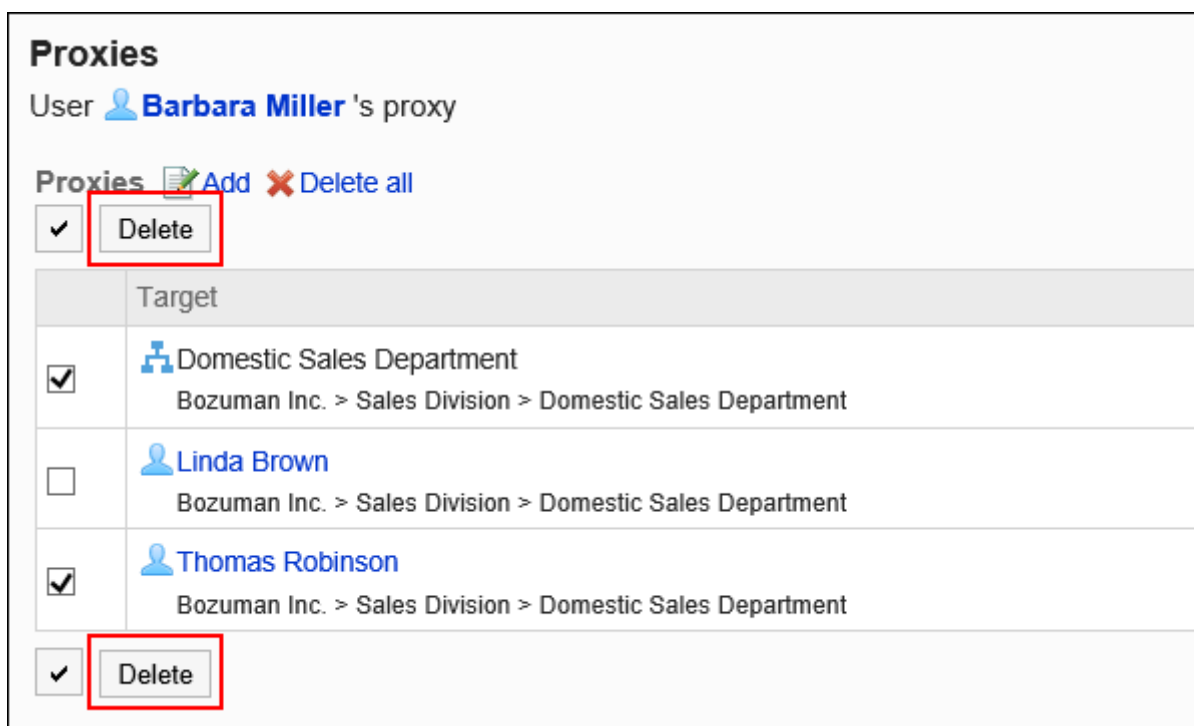 Proxies
User Barbara Miller 's proxy
Proxies Add Delete all
Delete
Target
Domestic Sales Department
Bozuman Inc. > Sales Division > Domestic Sales Department
Linda Brown
Bozuman Inc. > Sales Division > Domestic Sales Department
Thomas Robinson
Bozuman Inc. > Sales Division > Domestic Sales Department
Delete